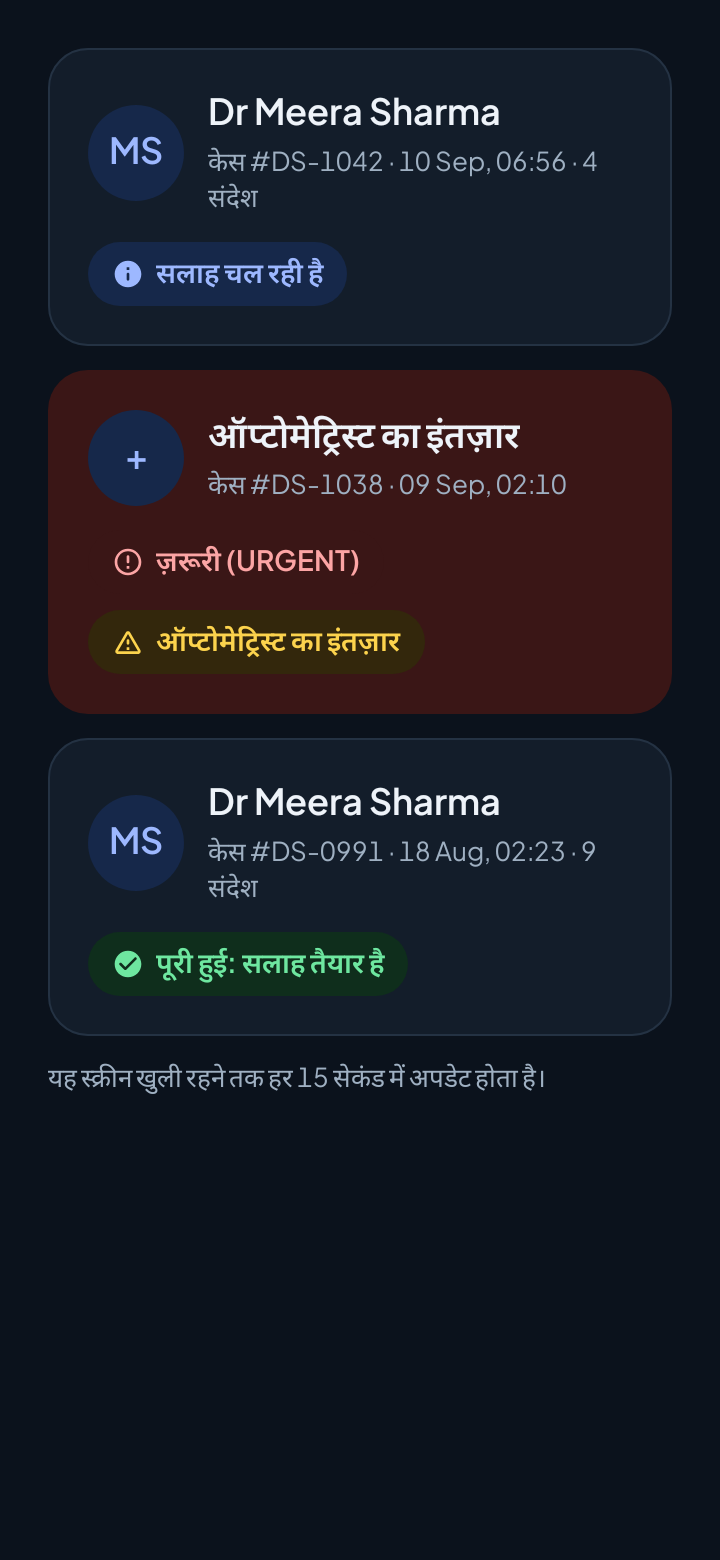 MS
Dr Meera Sharma
केस #DS-1042 · 10 Sep, 06:56 · 4
संदेश
सलाह चल रही है
+
ऑप्टोमेट्रिस्ट का इंतज़ार
केस #DS-1038 · 09 Sep, 02:10
ज़रूरी (URGENT)
ऑप्टोमेट्रिस्ट का इंतज़ार
MS
Dr Meera Sharma
केस #DS-0991 · 18 Aug, 02:23 · 9
संदेश
पूरी हुई: सलाह तैयार है
यह स्क्रीन खुली रहने तक हर 15 सेकंड में अपडेट होता है।